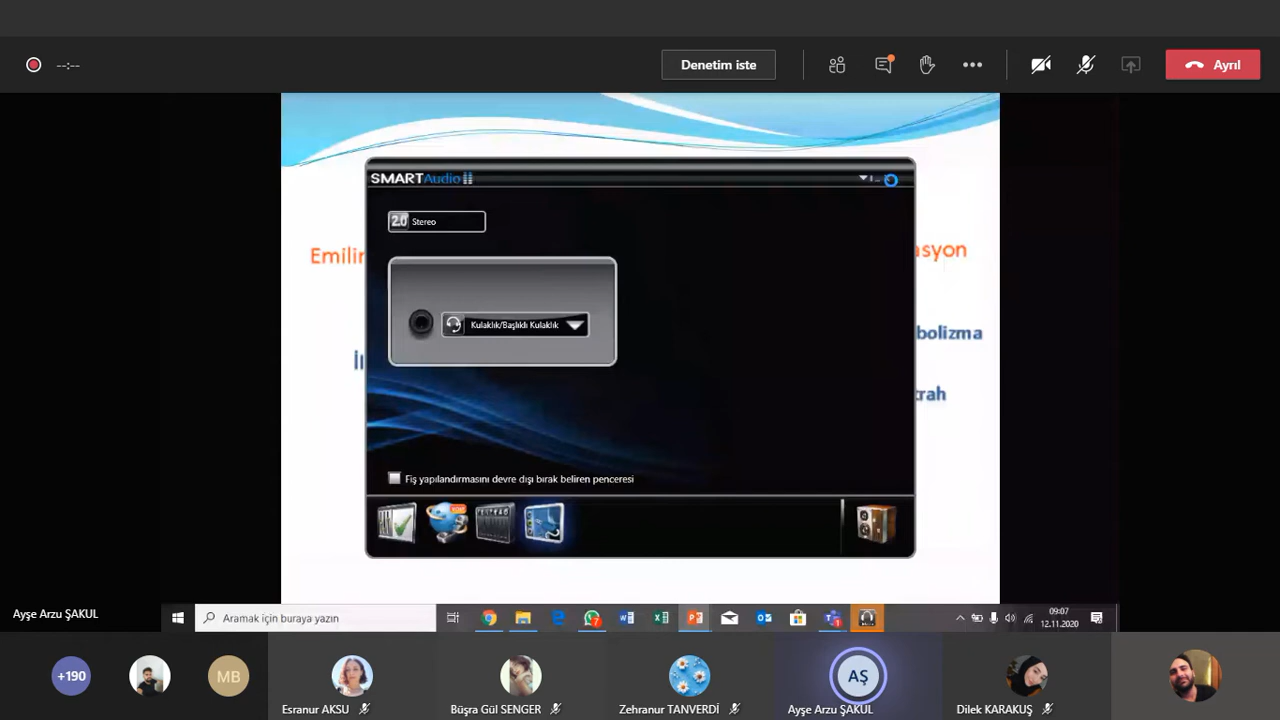 --:--
Denetim iste
Ayrıl
SMARTAudio
2.0 Stereo
Emilim
asyon
Kulaklık/Başlıklı Kulaklık
bolizma
İt
trah
Fiş yapılandırmasını devre dışı bırak beliren penceresi
Ayşe Arzu ŞAKUL
Aramak için buraya yazın
09:07
12.11.2020
+190
MB
AŞ
Esranur AKSU
Büşra Gül SENGER
Zehranur TANVERDİ
Ayşe Arzu ŞAKUL
Dilek KARAKUŞ